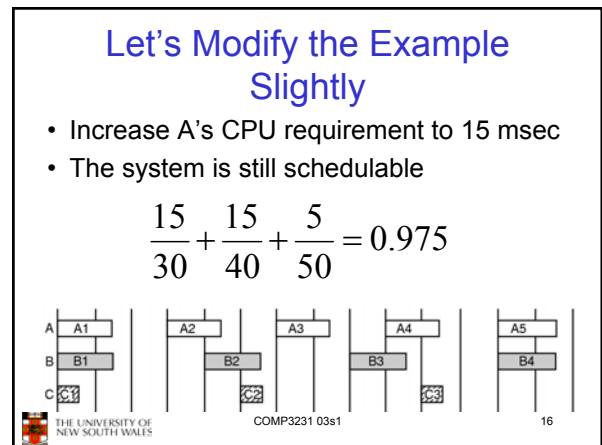 Let's Modify the Example
Slightly
• Increase A's CPU requirement to 15 msec
• The system is still schedulable
15/30 + 15/40 + 5/50 = 0.975
A A1 A2 A3 A4 A5
B B1 B2 B3 B4
C C1 C2 C3
THE UNIVERSITY OF
NEW SOUTH WALES
COMP3231 03s1
16